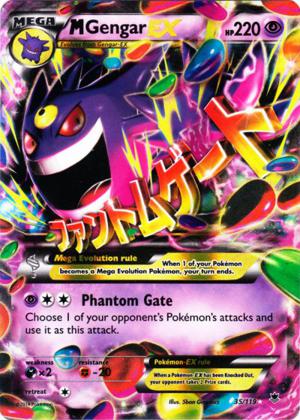 MEGA
M Gengar EX HP220
Evolves from Gengar-EX
ファントムゲート
Mega Evolution rule
When 1 of your Pokémon
becomes a Mega Evolution Pokémon, your turn ends.
Phantom Gate
Choose 1 of your opponent's Pokémon's attacks and
use it as this attack.
weakness
×2
resistance
-20
retreat
Pokémon-EX rule
When a Pokémon-EX has been Knocked Out,
your opponent takes 2 Prize cards.
Illus. 5ban Graphics
35/119